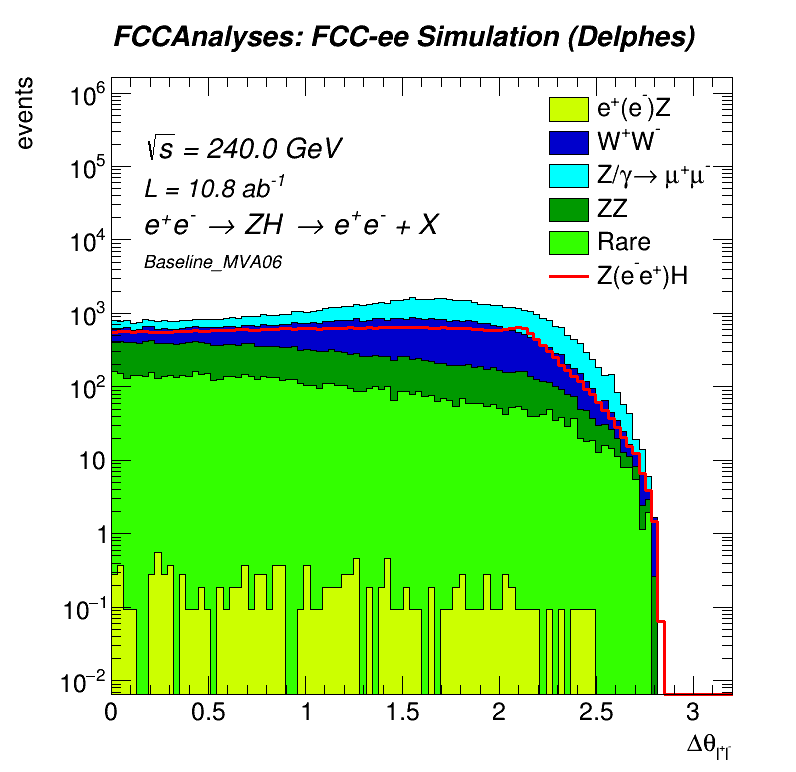 FCCAnalyses: FCC-ee Simulation (Delphes)
events
√s = 240.0 GeV
L = 10.8 ab⁻¹
e⁺e⁻ → ZH → e⁺e⁻ + X
Baseline_MVA06
e⁺(e⁻)Z
W⁺W⁻
Z/γ→ μ⁺μ⁻
ZZ
Rare
Z(e⁻e⁺)H
10⁶
10⁵
10⁴
10³
10²
10
1
10⁻¹
10⁻²
0 0.5 1 1.5 2 2.5 3
Δθ_l⁺l⁻